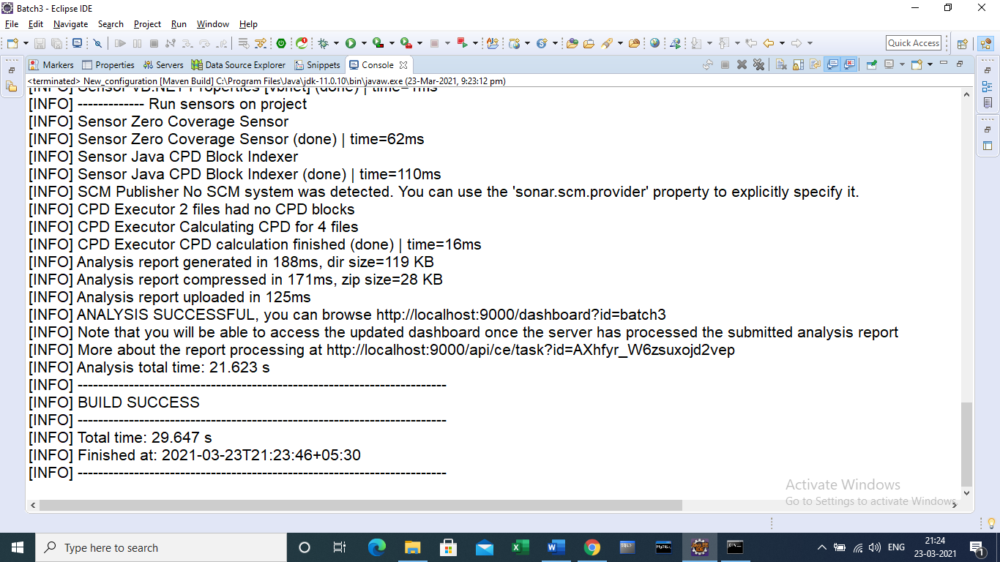 Batch3 - Eclipse IDE
File Edit Navigate Search Project Run Window Help
Quick Access
Markers Properties Servers Data Source Explorer Snippets Console
<terminated> New_configuration [Maven Build] C:\Program Files\Java\jdk-11.0.10\bin\javaw.exe (23-Mar-2021, 9:23:12 pm)
[INFO] Sensor VB.NET Properties [vbnet] (done) | time=1ms
[INFO] ------------- Run sensors on project
[INFO] Sensor Zero Coverage Sensor
[INFO] Sensor Zero Coverage Sensor (done) | time=62ms
[INFO] Sensor Java CPD Block Indexer
[INFO] Sensor Java CPD Block Indexer (done) | time=110ms
[INFO] SCM Publisher No SCM system was detected. You can use the 'sonar.scm.provider' property to explicitly specify it.
[INFO] CPD Executor 2 files had no CPD blocks
[INFO] CPD Executor Calculating CPD for 4 files
[INFO] CPD Executor CPD calculation finished (done) | time=16ms
[INFO] Analysis report generated in 188ms, dir size=119 KB
[INFO] Analysis report compressed in 171ms, zip size=28 KB
[INFO] Analysis report uploaded in 125ms
[INFO] ANALYSIS SUCCESSFUL, you can browse http://localhost:9000/dashboard?id=batch3
[INFO] Note that you will be able to access the updated dashboard once the server has processed the submitted analysis report
[INFO] More about the report processing at http://localhost:9000/api/ce/task?id=AXhfyr_W6zsuxojd2vep
[INFO] Analysis total time: 21.623 s
[INFO] ------------------------------------------------------------------------
[INFO] BUILD SUCCESS
[INFO] ------------------------------------------------------------------------
[INFO] Total time: 29.647 s
[INFO] Finished at: 2021-03-23T21:23:46+05:30
[INFO] ------------------------------------------------------------------------
Activate Windows
Go to Settings to activate Windows.
Type here to search
ENG
21:24
23-03-2021
1